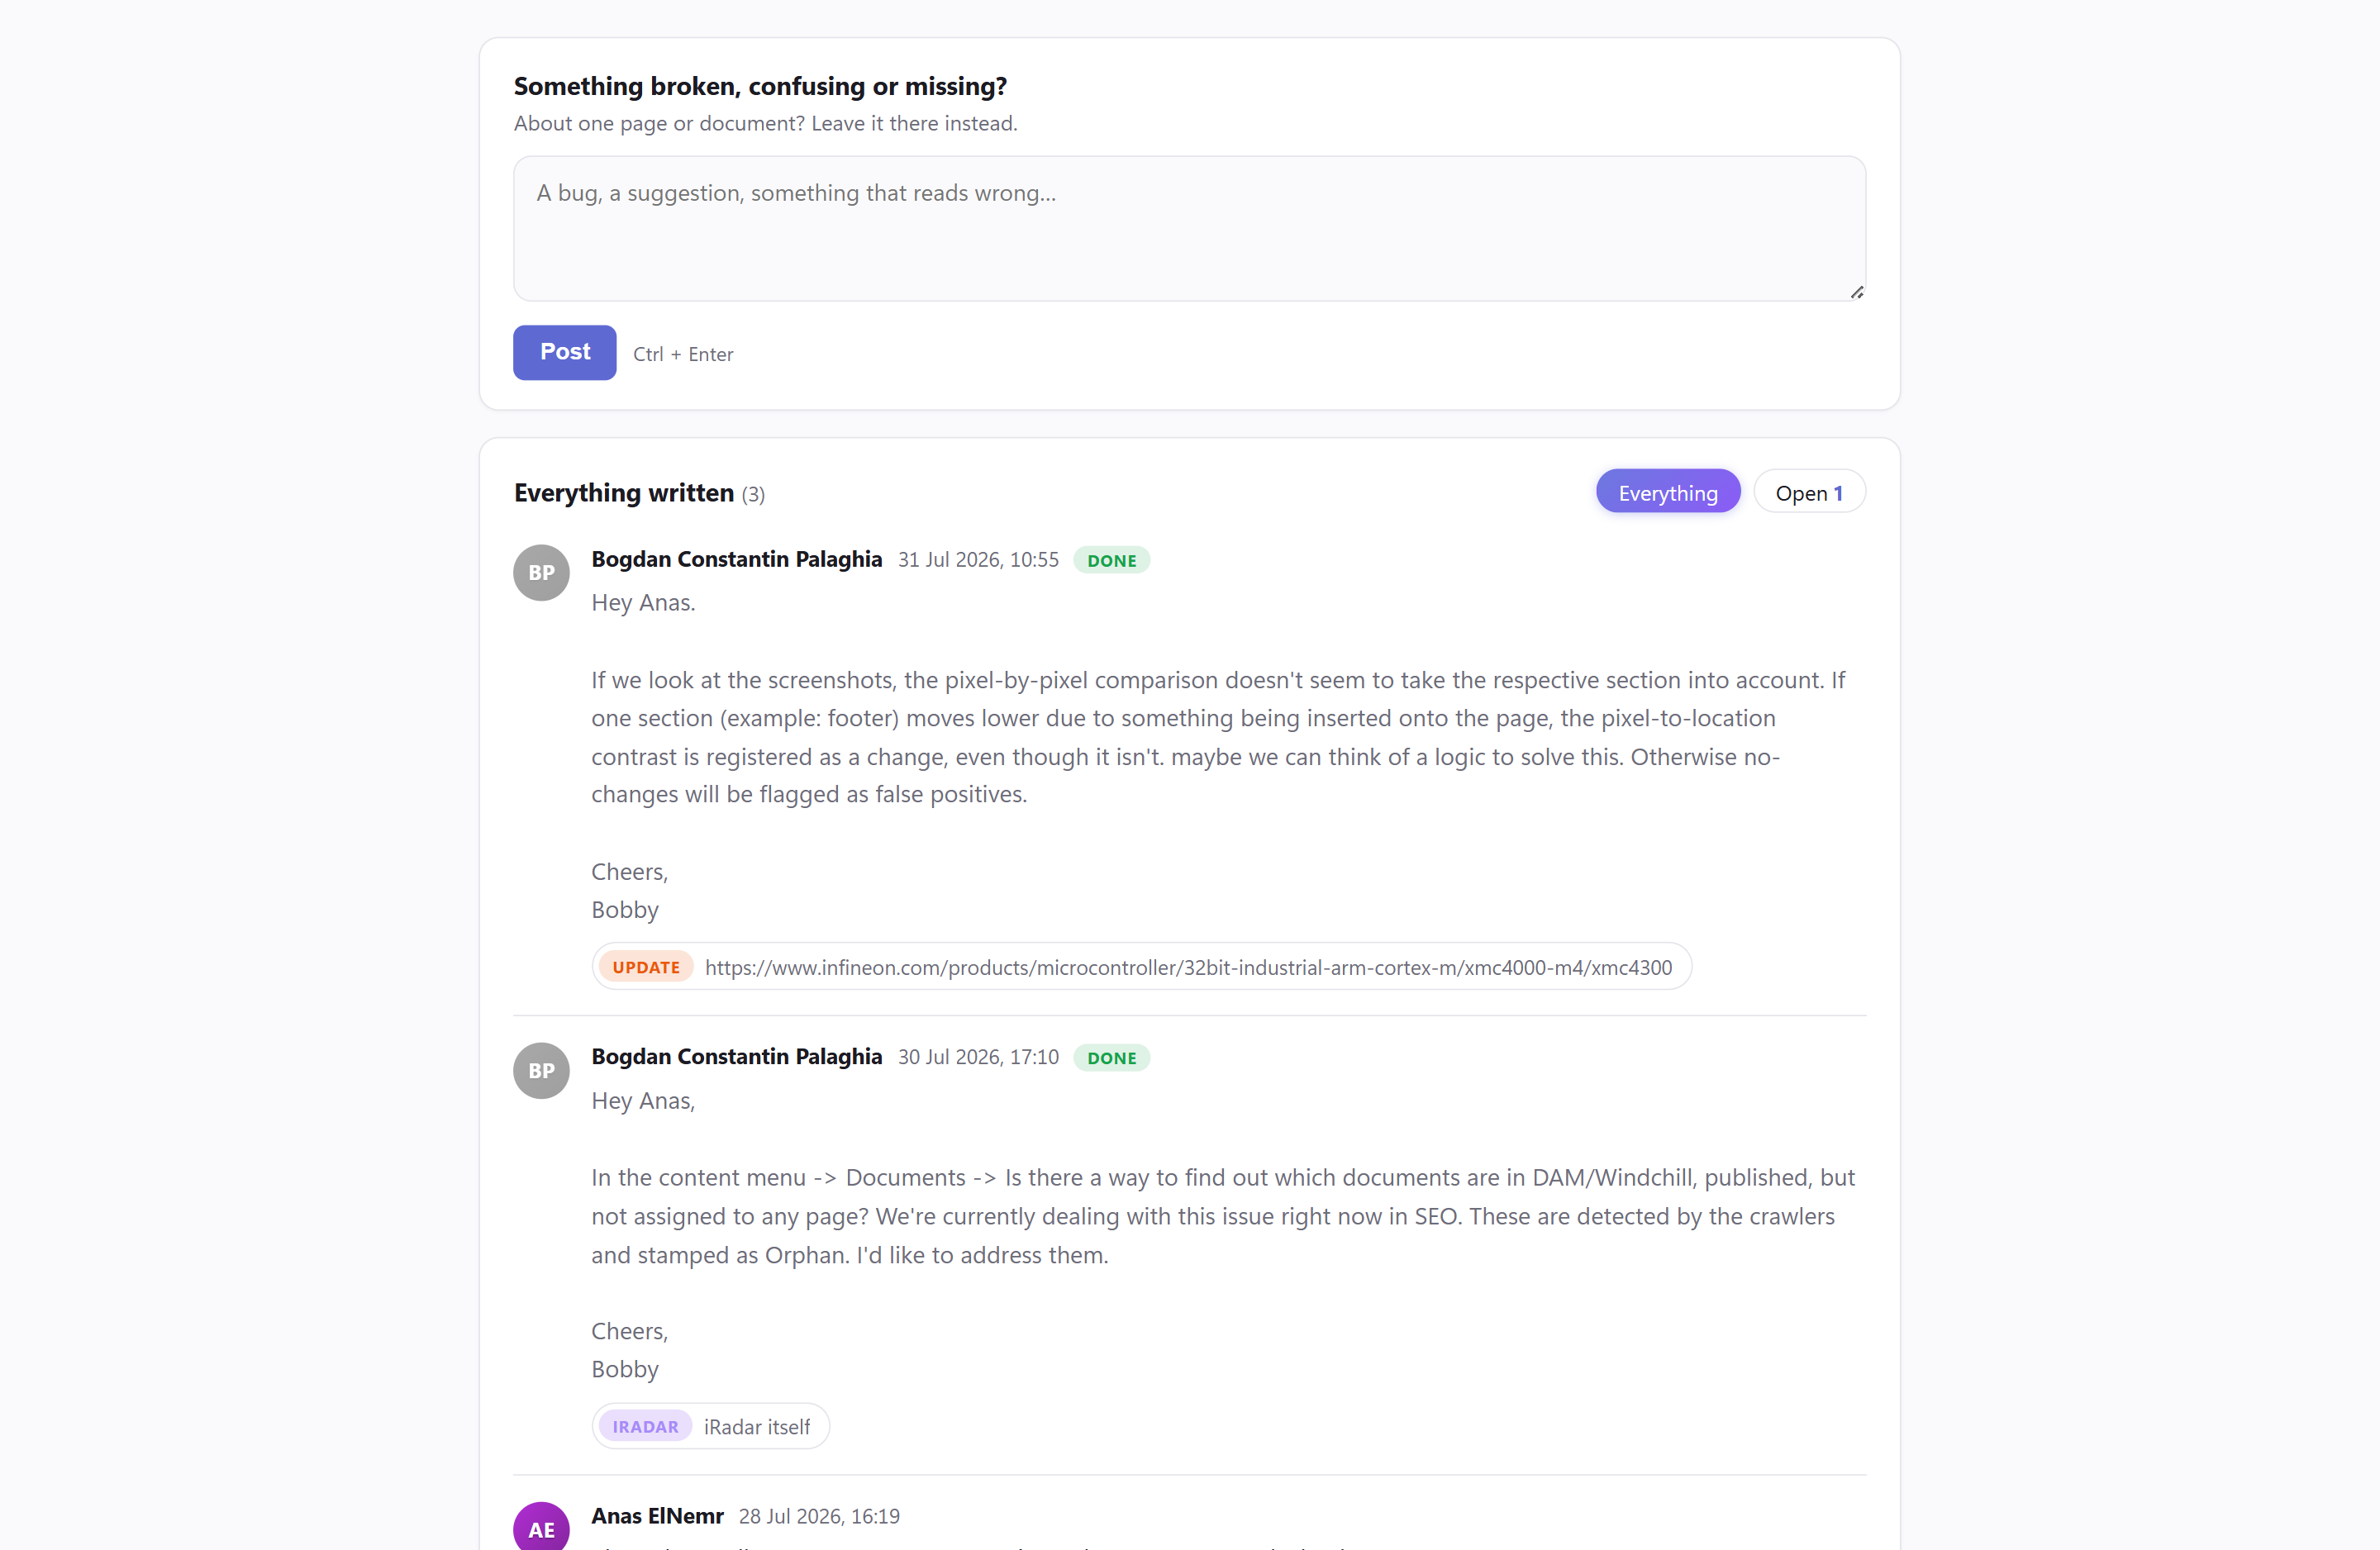 Something broken, confusing or missing?
About one page or document? Leave it there instead.
A bug, a suggestion, something that reads wrong...
Post
Ctrl + Enter
Everything written (3)
Everything
Open 1
BP
Bogdan Constantin Palaghia 31 Jul 2026, 10:55 DONE
Hey Anas.
If we look at the screenshots, the pixel-by-pixel comparison doesn't seem to take the respective section into account. If
one section (example: footer) moves lower due to something being inserted onto the page, the pixel-to-location
contrast is registered as a change, even though it isn't. maybe we can think of a logic to solve this. Otherwise no-
changes will be flagged as false positives.
Cheers,
Bobby
UPDATE https://www.infineon.com/products/microcontroller/32bit-industrial-arm-cortex-m/xmc4000-m4/xmc4300
BP
Bogdan Constantin Palaghia 30 Jul 2026, 17:10 DONE
Hey Anas,
In the content menu -> Documents -> Is there a way to find out which documents are in DAM/Windchill, published, but
not assigned to any page? We're currently dealing with this issue right now in SEO. These are detected by the crawlers
and stamped as Orphan. I'd like to address them.
Cheers,
Bobby
IRADAR iRadar itself
AE
Anas ElNemr 28 Jul 2026, 16:19